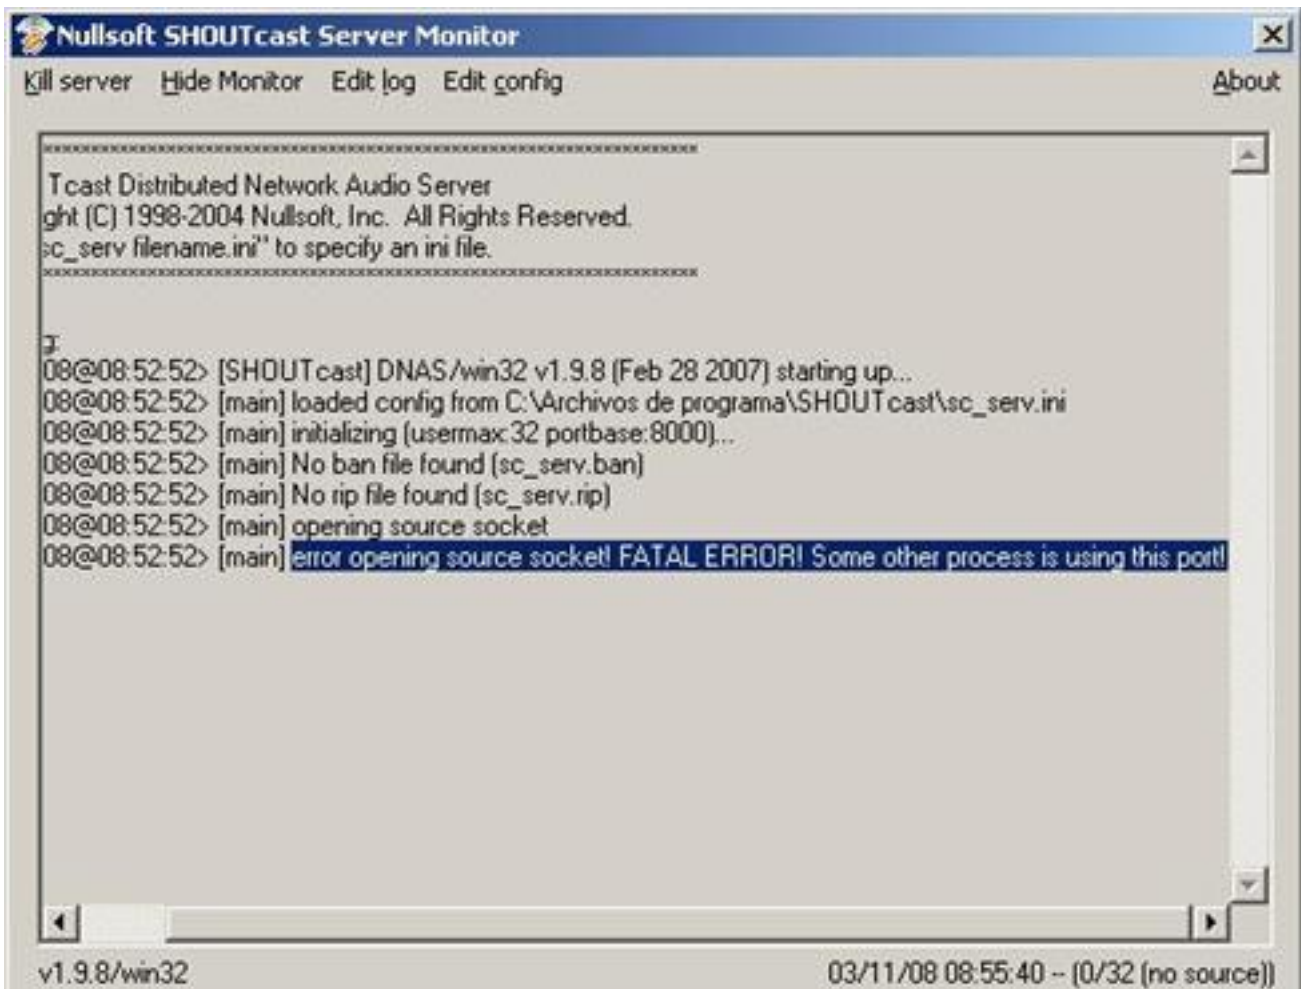 Nullsoft SHOUTcast Server Monitor
Kill server Hide Monitor Edit log Edit config About
Tcast Distributed Network Audio Server
ght (C) 1998-2004 Nullsoft, Inc. All Rights Reserved.
sc_serv filename.ini" to specify an ini file.
g:
08@08:52:52> [SHOUTcast] DNAS/win32 v1.9.8 (Feb 28 2007) starting up...
08@08:52:52> [main] loaded config from C:\Archivos de programa\SHOUTcast\sc_serv.ini
08@08:52:52> [main] initializing (usermax:32 portbase:8000)...
08@08:52:52> [main] No ban file found (sc_serv.ban)
08@08:52:52> [main] No rip file found (sc_serv.rip)
08@08:52:52> [main] opening source socket
08@08:52:52> [main] error opening source socket! FATAL ERROR! Some other process is using this port!
v1.9.8/win32 03/11/08 08:55:40 -- (0/32 (no source))